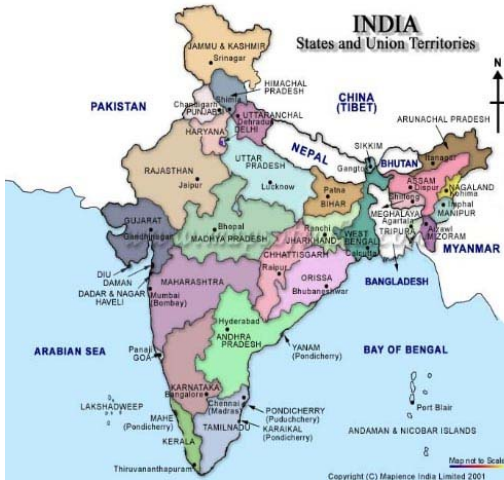 INDIA
States and Union Territories
N
JAMMU & KASHMIR
Srinagar
HIMACHAL
PRADESH
PAKISTAN
Chandigarh
Shimla
PUNJAB
CHINA
(TIBET)
UTTARANCHAL
Dehradun
ARUNACHAL PRADESH
HARYANA
DELHI
NEPAL
SIKKIM
BHUTAN
Itanagar
RAJASTHAN
Jaipur
UTTAR
PRADESH
Lucknow
Gangtok
ASSAM
Dispur
NAGALAND
Kohima
Patna
BIHAR
Shillong
Imphal
MEGHALAYA
MANIPUR
GUJARAT
Gandhinagar
Bhopal
MADHYA PRADESH
Ranchi
JHARKHAND
WEST
BENGAL
Calcutta
Agartala
TRIPURA
Aizawl
MIZORAM
MYANMAR
CHHATTISGARH
Raipur
DIU
DAMAN
DADAR & NAGAR
HAVELI
MAHARASHTRA
Mumbai
(Bombay)
ORISSA
Bhubaneshwar
BANGLADESH
Hyderabad
ANDHRA
PRADESH
YANAM
(Pondicherry)
ARABIAN SEA
Panaji
GOA
BAY OF BENGAL
KARNATAKA
Bangalore
Chennai
(Madras)
PONDICHERRY
(Puduchery)
LAKSHADWEEP
MAHE
(Pondicherry)
KARAIKAL
(Pondicherry)
TAMILNADU
KERALA
Port Blair
ANDAMAN & NICOBAR ISLANDS
Thiruvananthapuram
Map not to Scale
Copyright (C) Mapience India Limited 2001